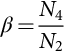 β = N₄/N₂